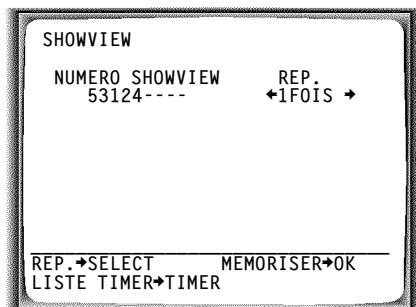 SHOWVIEW
NUMERO SHOWVIEW REP.
53124---- ←1FOIS →
REP.→SELECT MEMORISER→OK
LISTE TIMER→TIMER